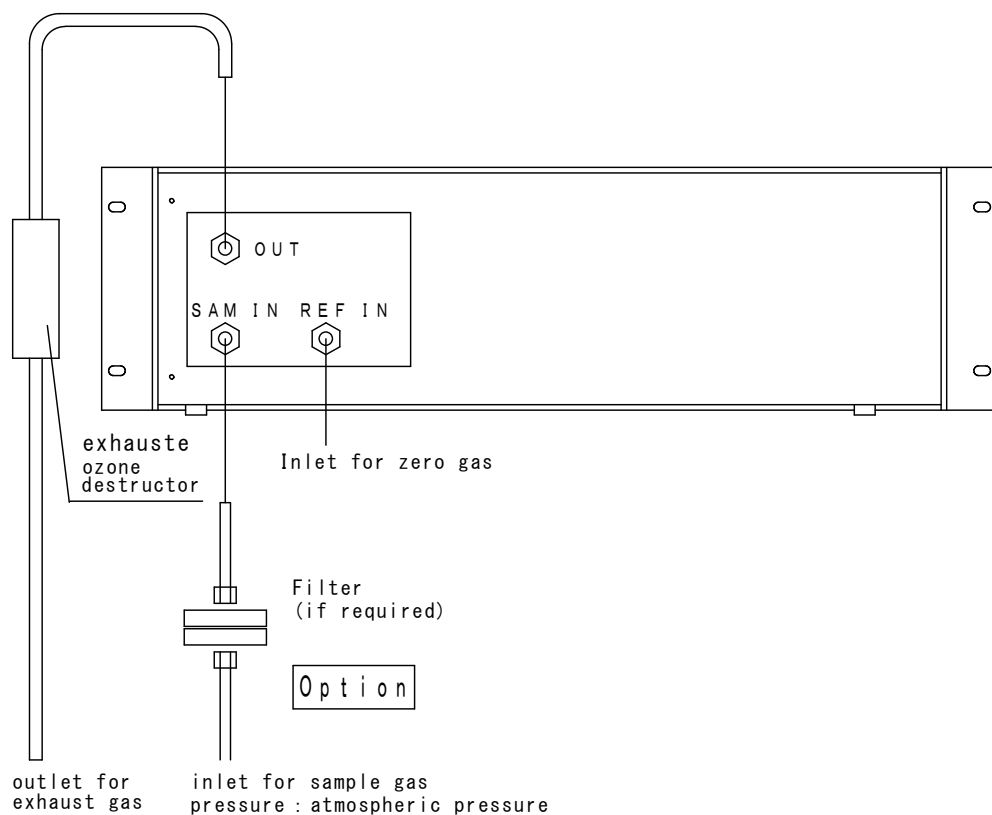 OUT
SAM IN REF IN
exhauste
ozone
destructor
Inlet for zero gas
Filter
(if required)
Option
outlet for
exhaust gas
inlet for sample gas
pressure : atmospheric pressure